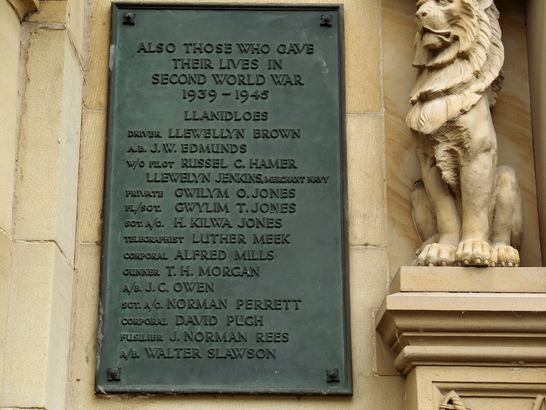 ALSO THOSE WHO GAVE
THEIR LIVES IN
SECOND WORLD WAR
1939-1945
LLANIDLOES
DRIVER LLEWELLYN BROWN
A.B. J.W. EDMUNDS
W/O PILOT RUSSEL C. HAMER
LLEWELYN JENKINS, MERCHANT NAVY
PRIVATE GWILYM O. JONES
FL/SGT. GWYLIM T. JONES
SGT. A/G. H. KILWA JONES
TELEGRAPHIST LUTHER MEEK
CORPORAL ALFRED MILLS
GUNNER T.H. MORGAN
A/B. J.C. OWEN
SGT. A/G. NORMAN PERRETT
CORPORAL DAVID PUGH
FUSILIER J. NORMAN REES
A/B. WALTER SLAWSON